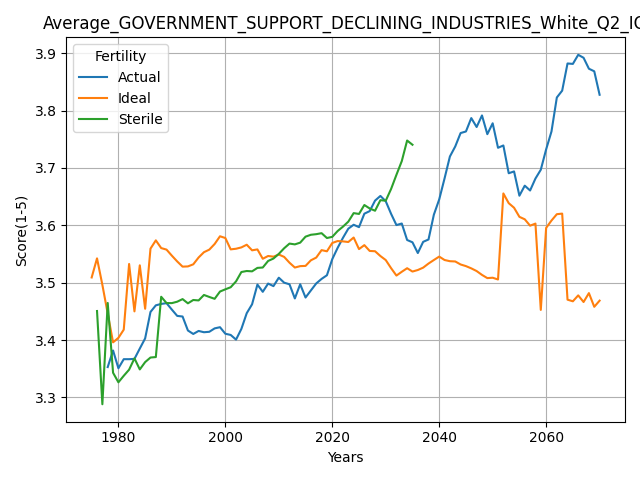 Average_GOVERNMENT_SUPPORT_DECLINING_INDUSTRIES_White_Q2_IC
Fertility
Actual
Ideal
Sterile
3.9
3.8
3.7
3.6
3.5
3.4
3.3
Score(1-5)
1980
2000
2020
2040
2060
Years